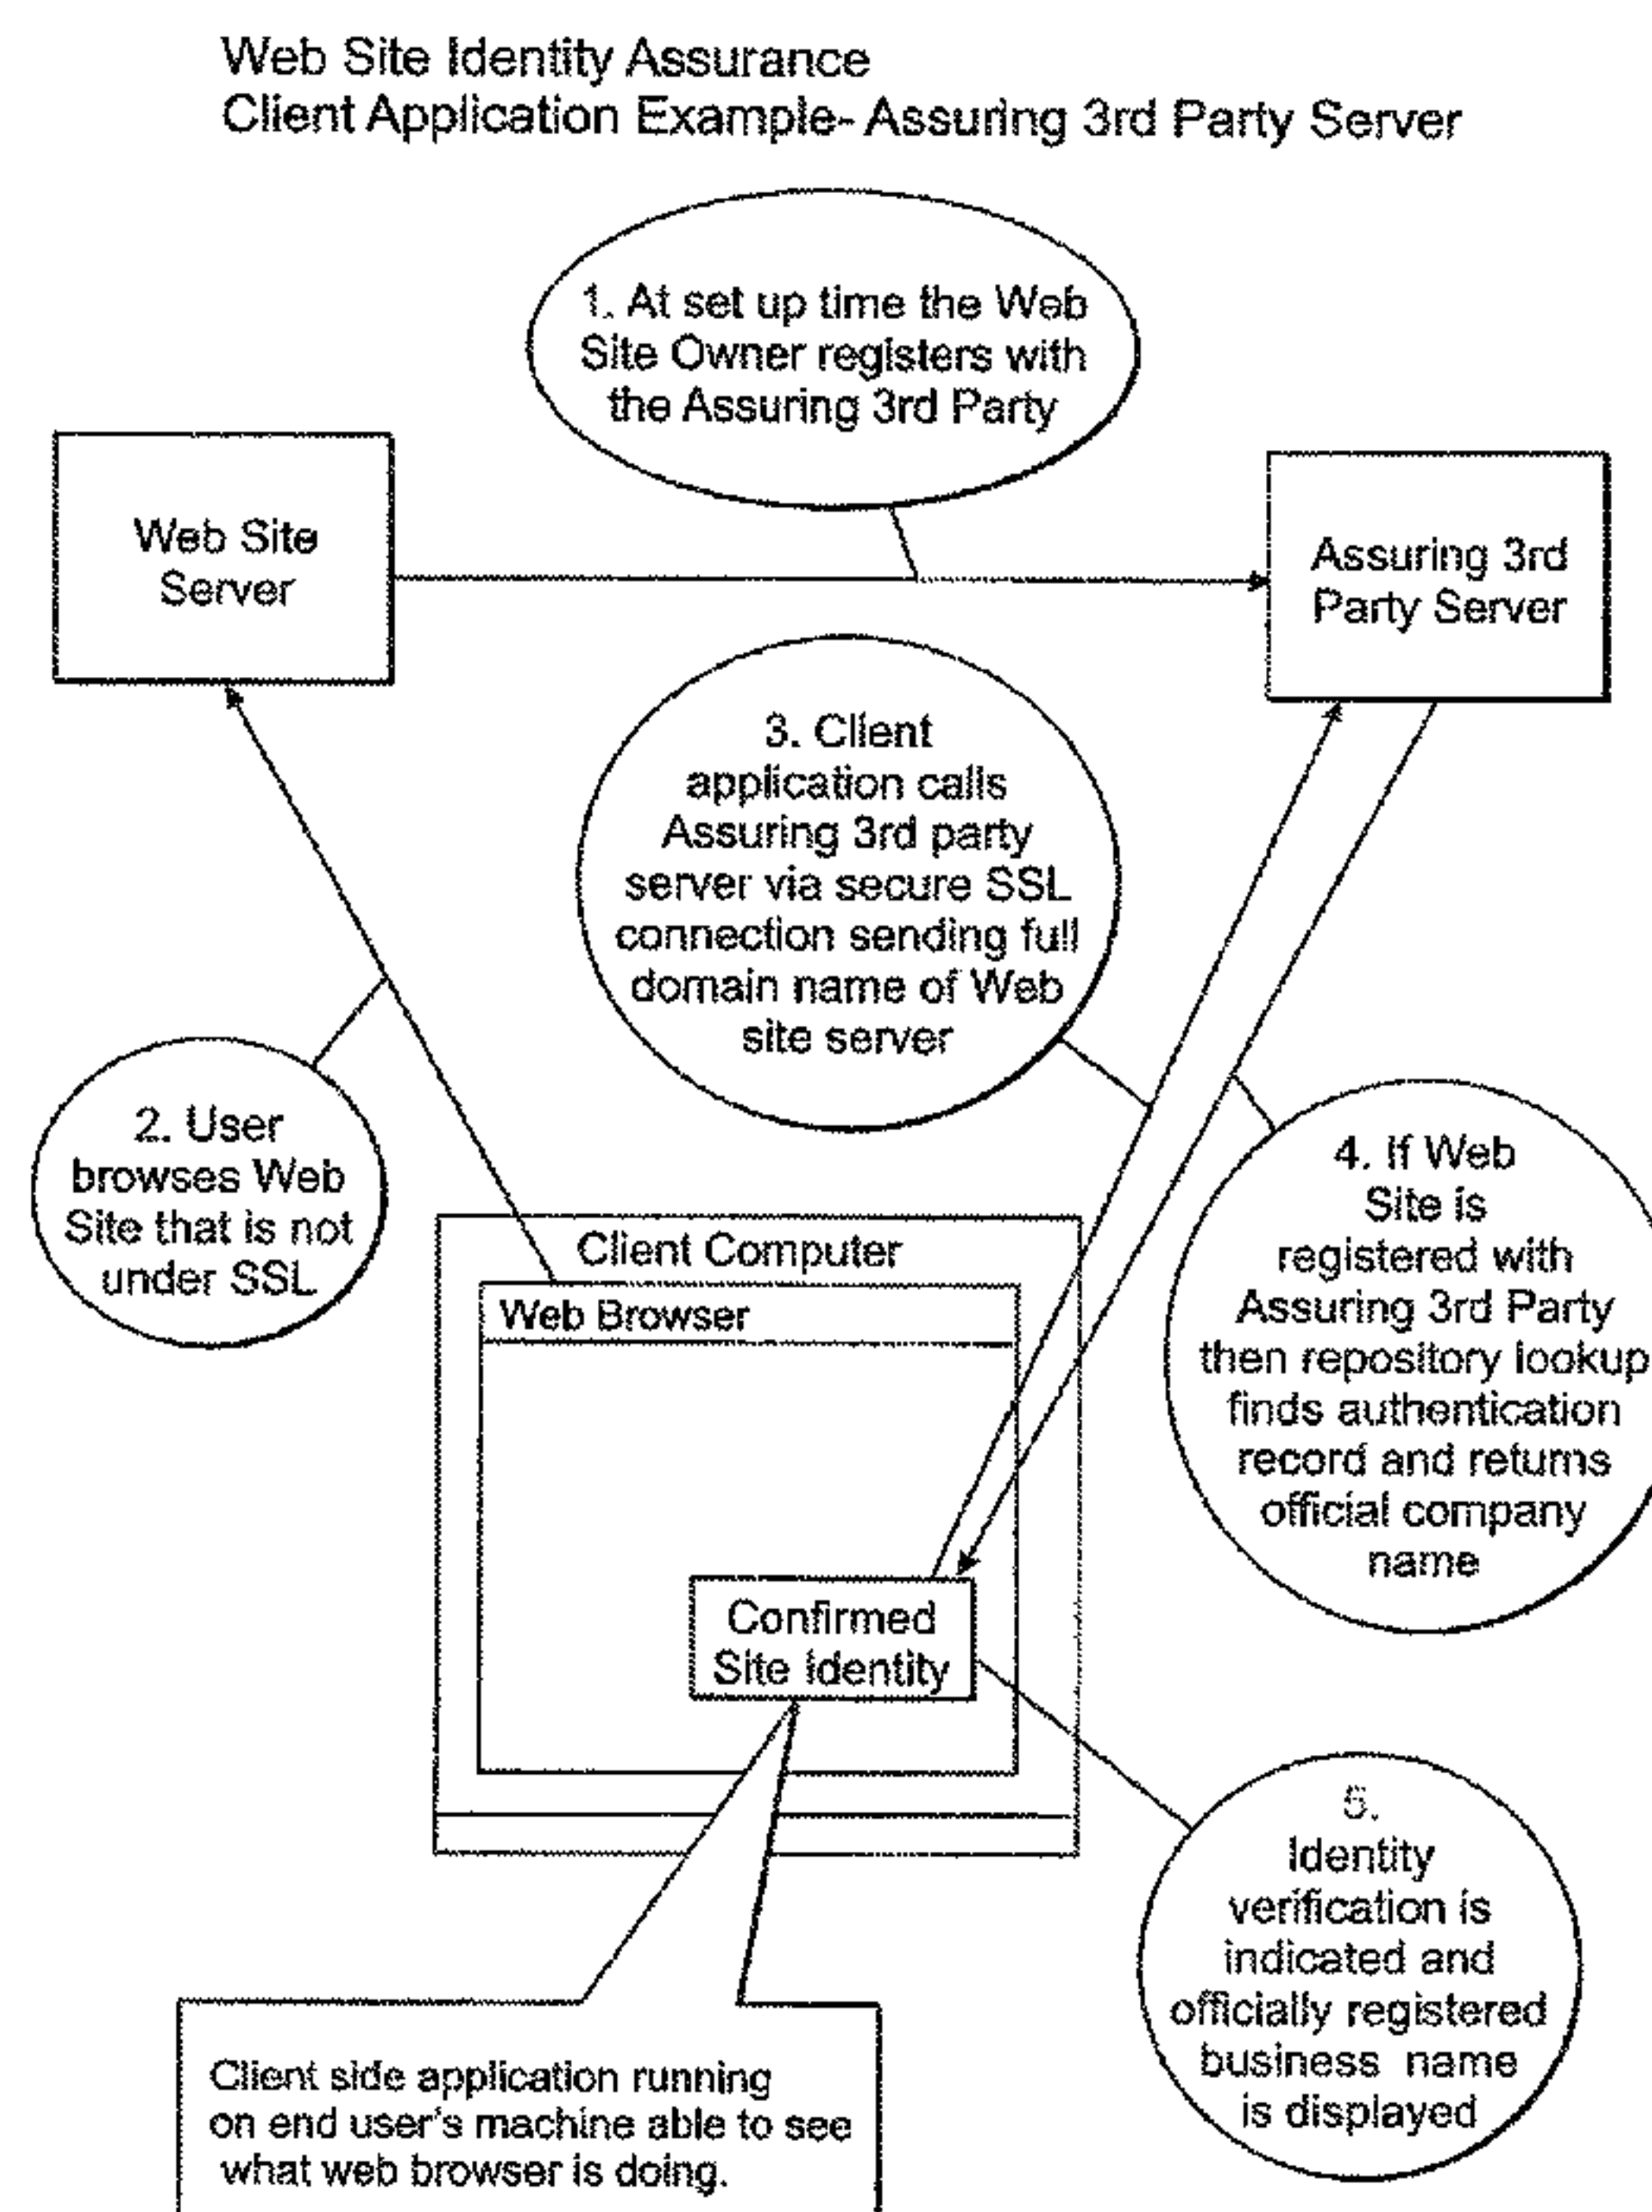 Web Site Identity Assurance
Client Application Example- Assuring 3rd Party Server
1. At set up time the Web
Site Owner registers with
the Assuring 3rd Party
Web Site
Server
Assuring 3rd
Party Server
3. Client
application calls
Assuring 3rd party
server via secure SSL
connection sending full
domain name of Web
site server
2. User
browses Web
Site that is not
under SSL
4. If Web
Site is
registered with
Assuring 3rd Party
then repository lookup
finds authentication
record and returns
official company
name
Client Computer
Web Browser
Confirmed
Site Identity
5.
Identity
verification is
indicated and
officially registered
business name
is displayed
Client side application running
on end user's machine able to see
what web browser is doing.